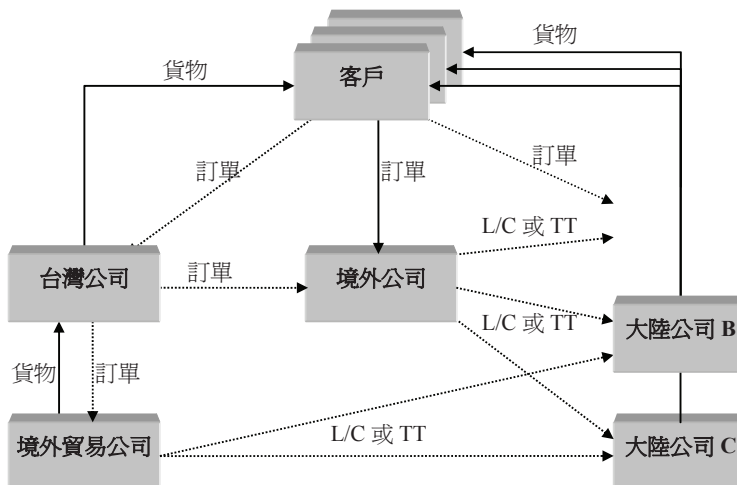 貨物
貨物
客戶
訂單
訂單
訂單
L/C 或 TT
台灣公司
訂單
境外公司
L/C 或 TT
大陸公司 B
貨物
訂單
L/C 或 TT
境外貿易公司
大陸公司 C